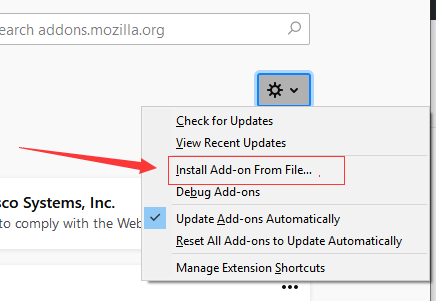 earch addons.mozilla.org
Check for Updates
View Recent Updates
Install Add-on From File...
Debug Add-ons
sco Systems, Inc.
to comply with the Web
Update Add-ons Automatically
Reset All Add-ons to Update Automatically
Manage Extension Shortcuts